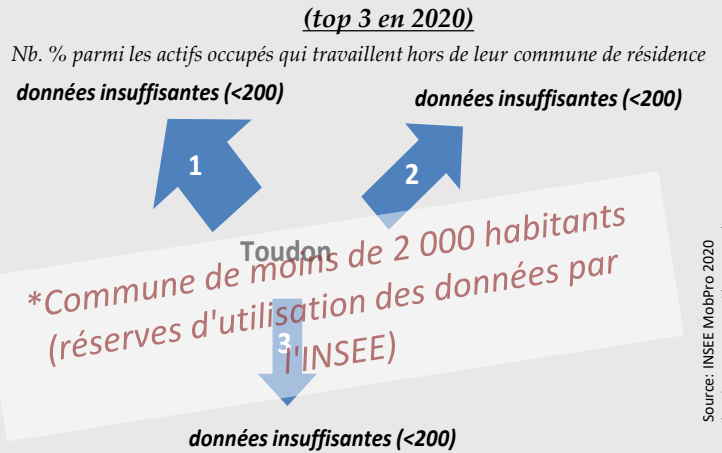 (top 3 en 2020)
Nb. % parmi les actifs occupés qui travaillent hors de leur commune de résidence
données insuffisantes (<200)
données insuffisantes (<200)
1
2
Toudon
*Commune de moins de 2 000 habitants
(réserves d'utilisation des données par
l'INSEE)
3
données insuffisantes (<200)
Source: INSEE MobPro 2020